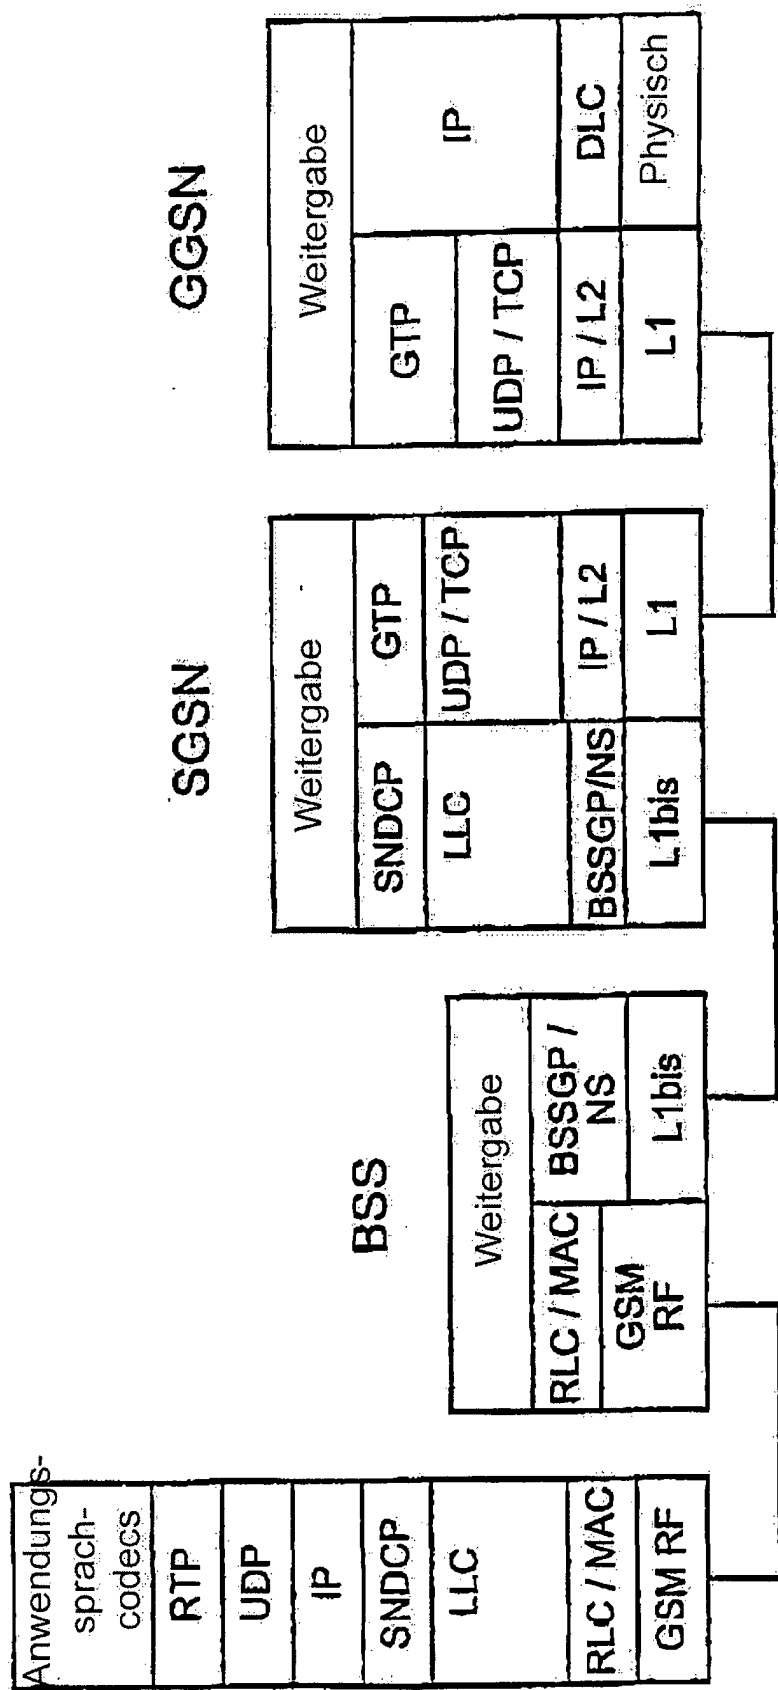 Anwendungs-
sprach-
codecs
RTP
UDP
IP
SNDCP
LLC
RLC / MAC
GSM RF
BSS
Weitergabe
RLC / MAC
GSM
RF
BSSGP /
NS
L1bis
SGSN
Weitergabe
SNDCP
LLC
BSSGP/NS
L1bis
GTP
UDP / TCP
IP / L2
L1
GGSN
Weitergabe
GTP
UDP / TCP
IP / L2
L1
IP
DLC
Physisch